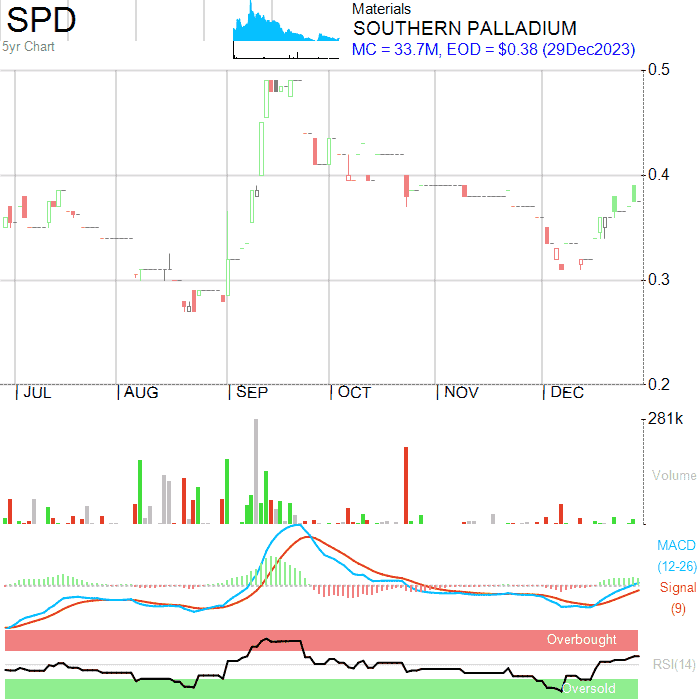 SPD
5yr Chart
Materials
SOUTHERN PALLADIUM
MC = 33.7M, EOD = $0.38 (29Dec2023)
0.5
0.4
0.3
0.2
JUL AUG SEP OCT NOV DEC
281k
Volume
MACD
(12-26)
Signal
(9)
Overbought
RSI(14)
Oversold